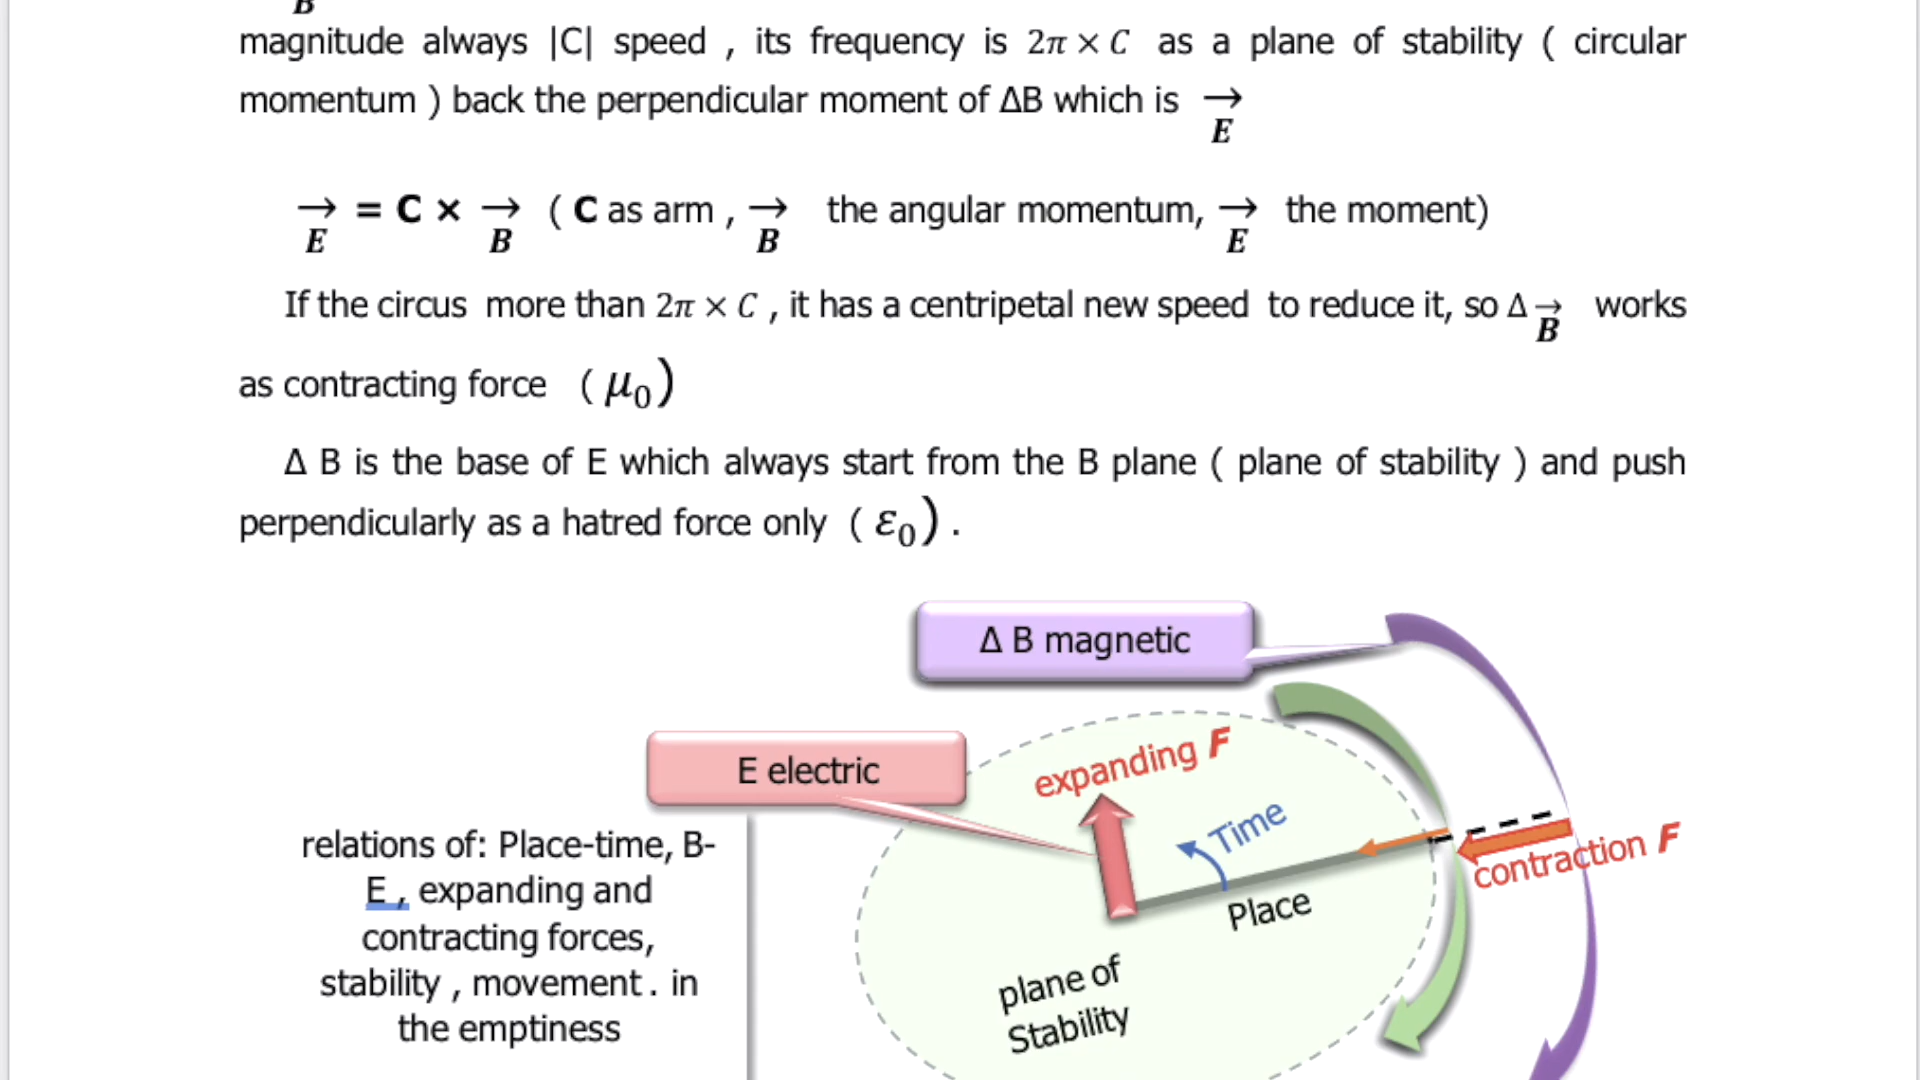 B
magnitude always |C| speed , its frequency is 2π × C as a plane of stability ( circular
momentum ) back the perpendicular moment of ΔB which is →
E
→ = C × → ( C as arm , → the angular momentum, → the moment)
E B B E
If the circus more than 2π × C , it has a centripetal new speed to reduce it, so Δ → works
B
as contracting force ( μ₀)
Δ B is the base of E which always start from the B plane ( plane of stability ) and push
perpendicularly as a hatred force only ( ε₀) .
Δ B magnetic
E electric
expanding F
Time
contraction F
Place
plane of
Stability
relations of: Place-time, B-
E , expanding and
contracting forces,
stability , movement . in
the emptiness